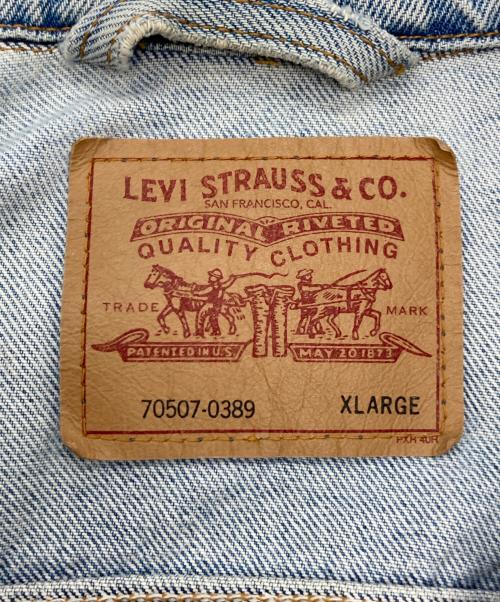 LEVI STRAUSS & CO.
SAN FRANCISCO, CAL.
ORIGINAL RIVETED
QUALITY CLOTHING
TRADE MARK
PATENTED IN U.S. MAY 20 1873
70507-0389 XLARGE